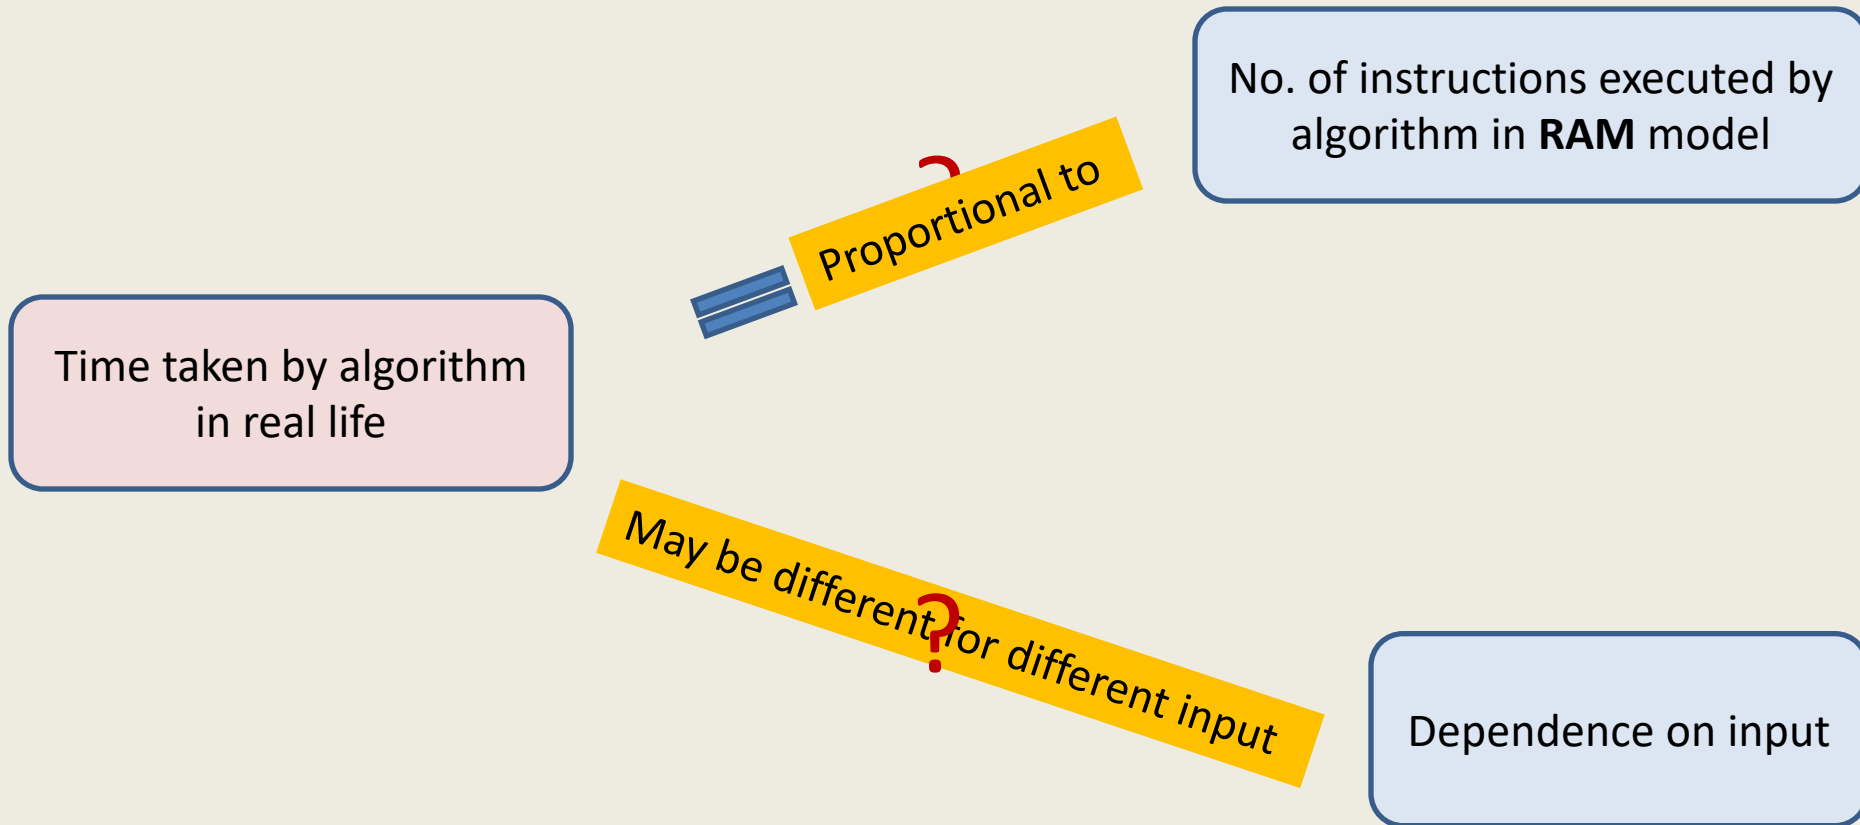 No. of instructions executed by
algorithm in RAM model
?
Proportional to
Time taken by algorithm
in real life
May be different for different input
?
Dependence on input